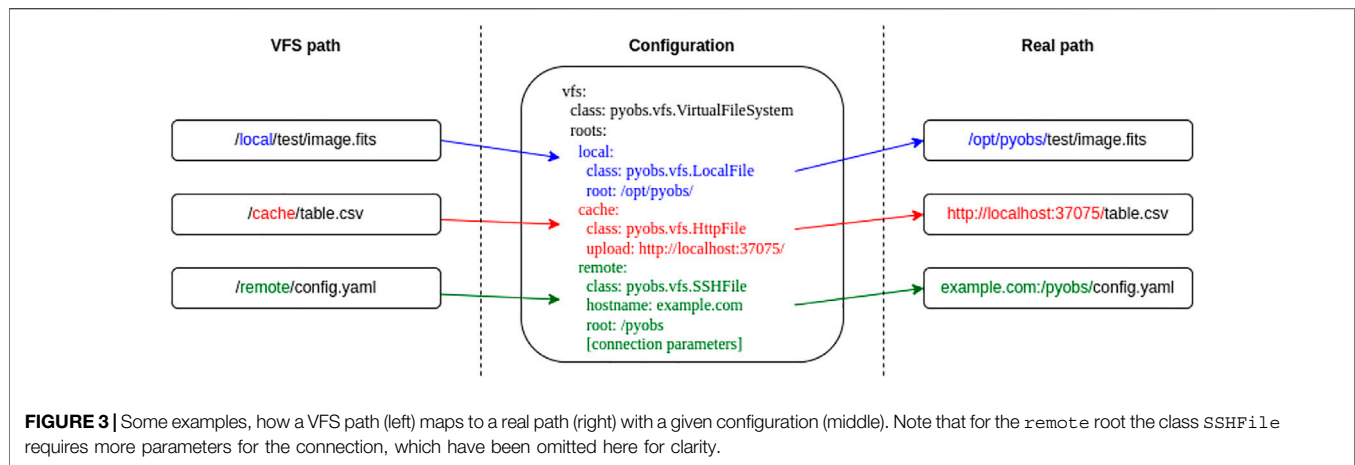 VFS path
Configuration
Real path
/local/test/image.fits
/cache/table.csv
/remote/config.yaml
vfs:
class: pyobs.vfs.VirtualFileSystem
roots:
local:
class: pyobs.vfs.LocalFile
root: /opt/pyobs/
cache:
class: pyobs.vfs.HttpFile
upload: http://localhost:37075/
remote:
class: pyobs.vfs.SSHFile
hostname: example.com
root: /pyobs
[connection parameters]
/opt/pyobs/test/image.fits
http://localhost:37075/table.csv
example.com:/pyobs/config.yaml
FIGURE 3 | Some examples, how a VFS path (left) maps to a real path (right) with a given configuration (middle). Note that for the remote root the class SSHFile
requires more parameters for the connection, which have been omitted here for clarity.